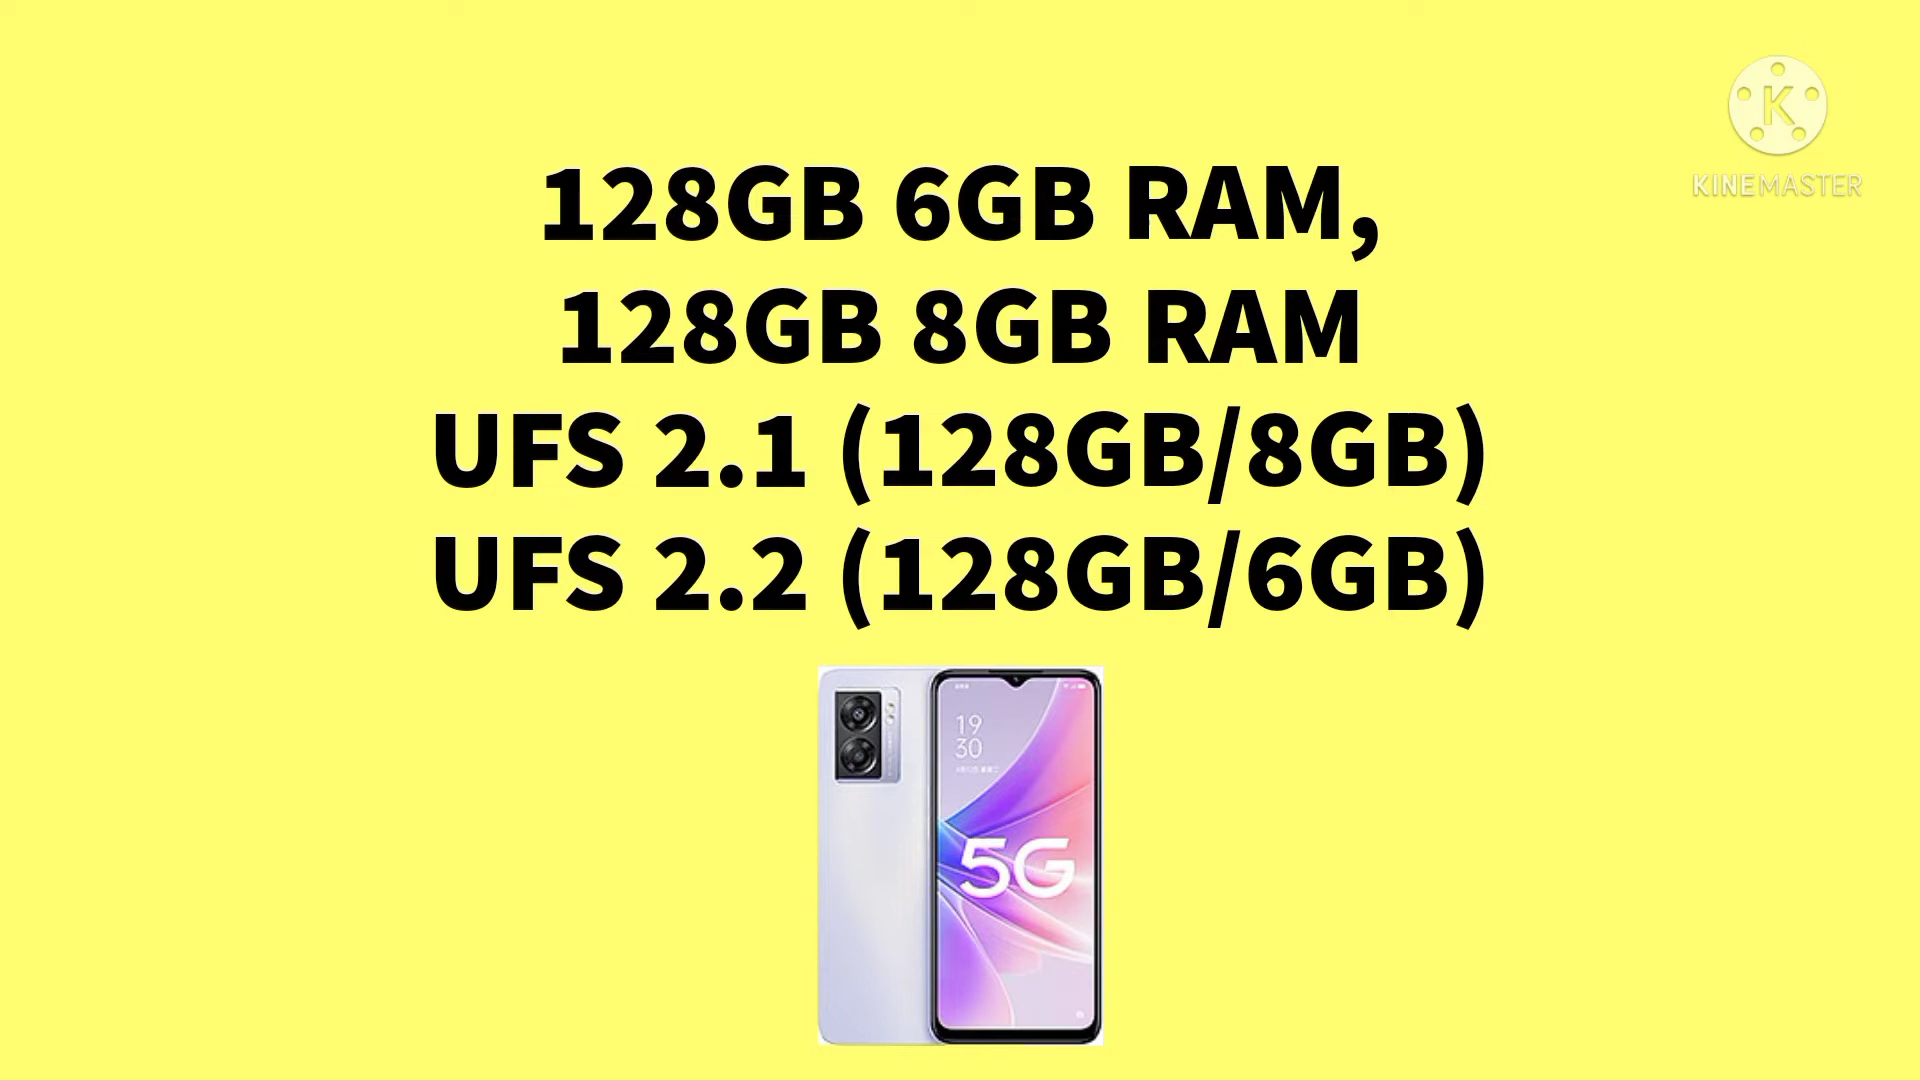 K
KINEMASTER
128GB 6GB RAM,
128GB 8GB RAM
UFS 2.1 (128GB/8GB)
UFS 2.2 (128GB/6GB)
19
30
5G